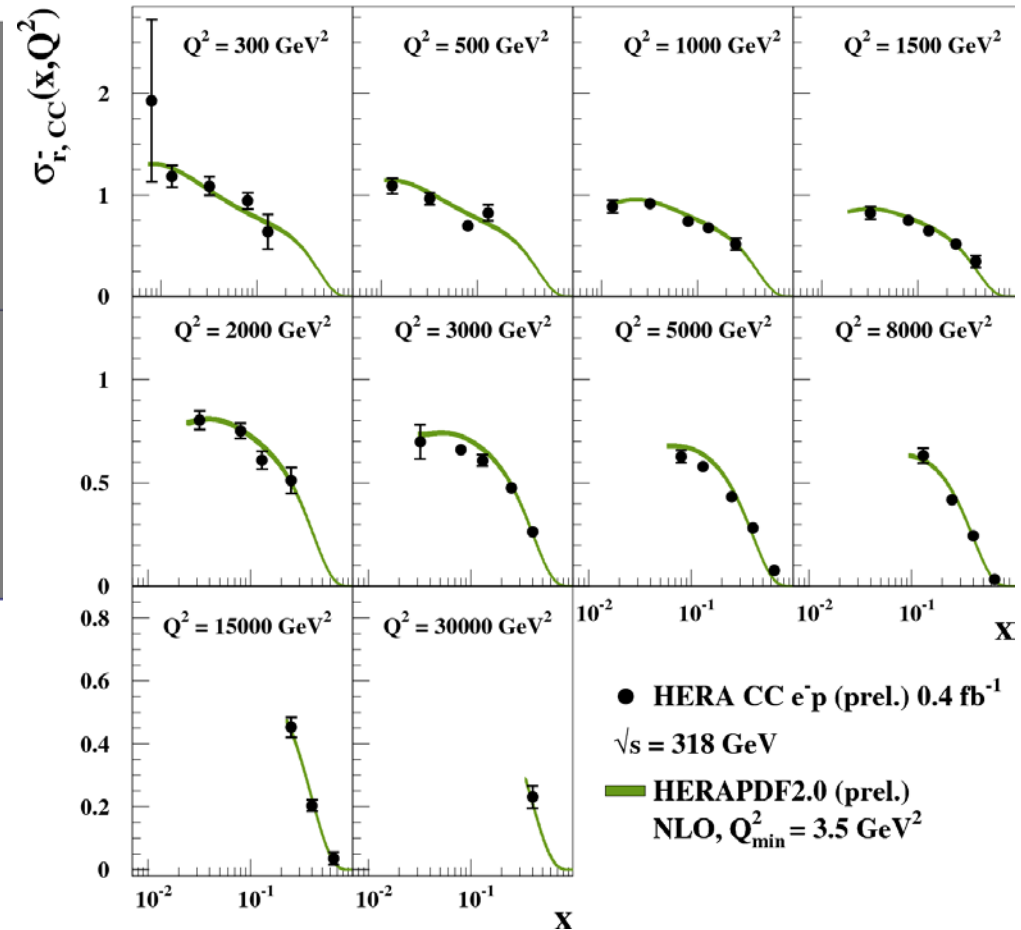 σ⁻r, CC(x,Q²)
Q² = 300 GeV²
Q² = 500 GeV²
Q² = 1000 GeV²
Q² = 1500 GeV²
2
1
0
Q² = 2000 GeV²
Q² = 3000 GeV²
Q² = 5000 GeV²
Q² = 8000 GeV²
1
0.5
0
10⁻² 10⁻¹ 10⁻² 10⁻¹
x
Q² = 15000 GeV²
Q² = 30000 GeV²
0.8
0.6
0.4
0.2
0
10⁻² 10⁻¹ 10⁻² 10⁻¹
x
HERA CC e⁻p (prel.) 0.4 fb⁻¹
√s = 318 GeV
HERAPDF2.0 (prel.)
NLO, Q²min = 3.5 GeV²